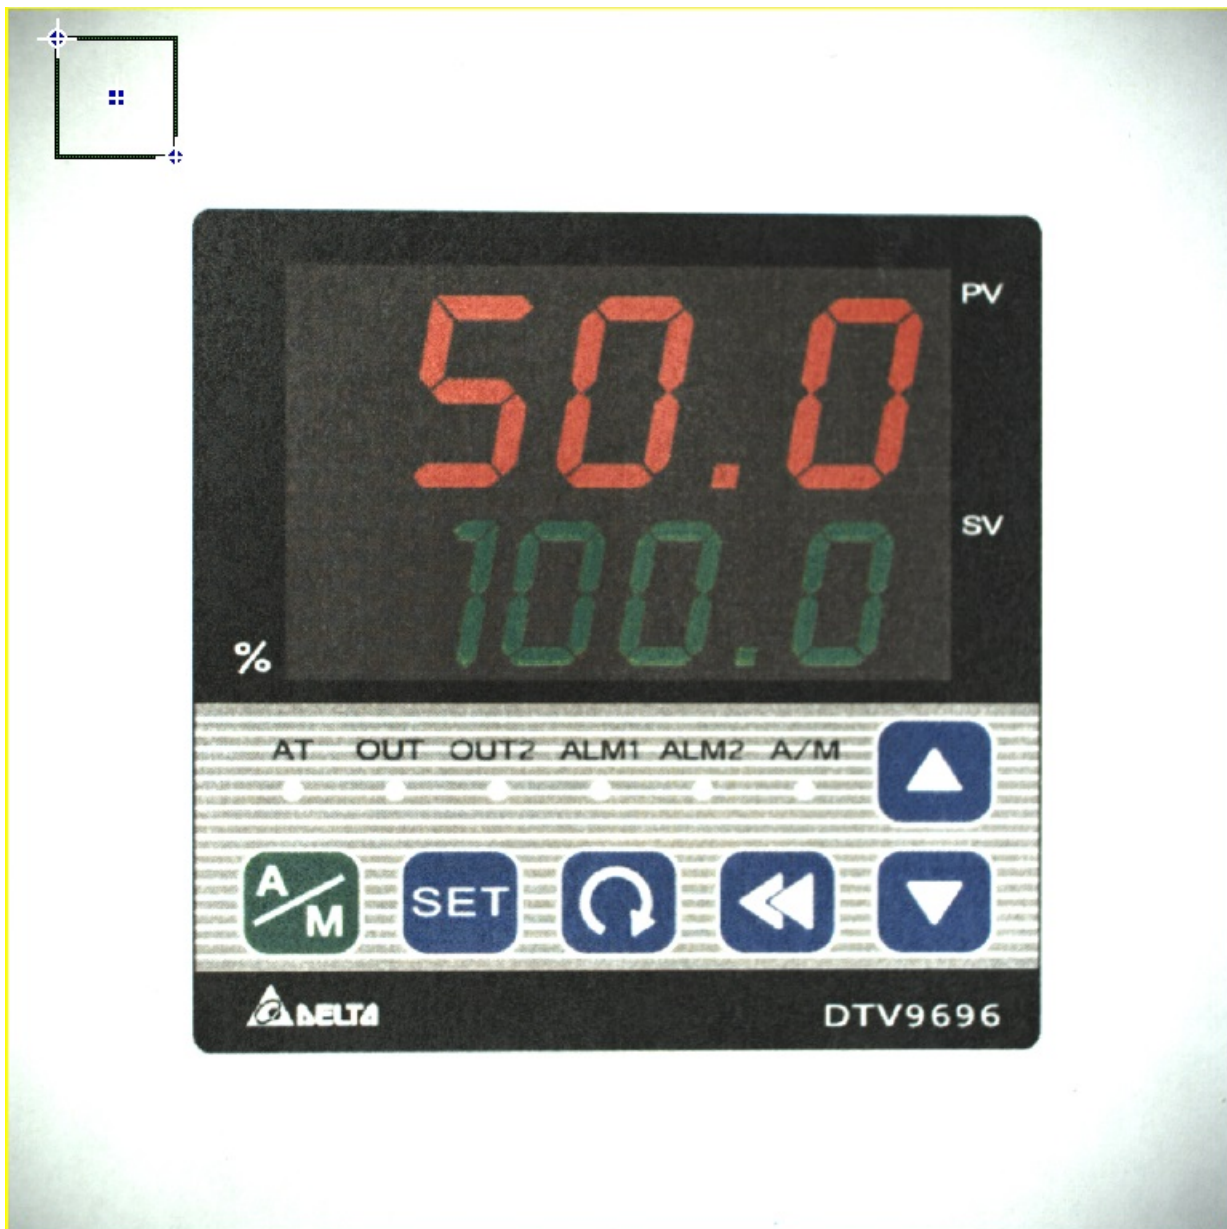 50.0 PV
100.0 SV
%
AT OUT OUT2 ALM1 ALM2 A/M
A/M SET
DELTA DTV9696